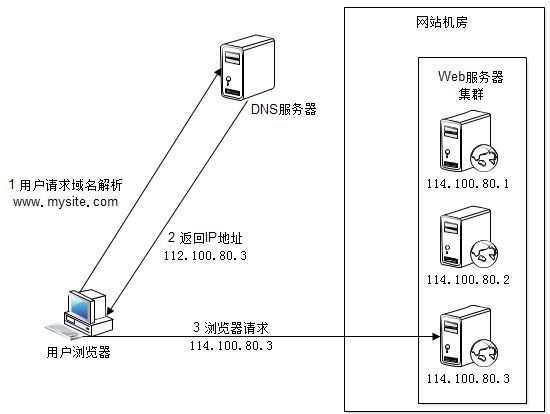 网站机房
Web服务器
集群
DNS服务器
114.100.80.1
1 用户请求域名解析
www.mysite.com
2 返回IP地址
112.100.80.3
114.100.80.2
3 浏览器请求
114.100.80.3
用户浏览器
114.100.80.3